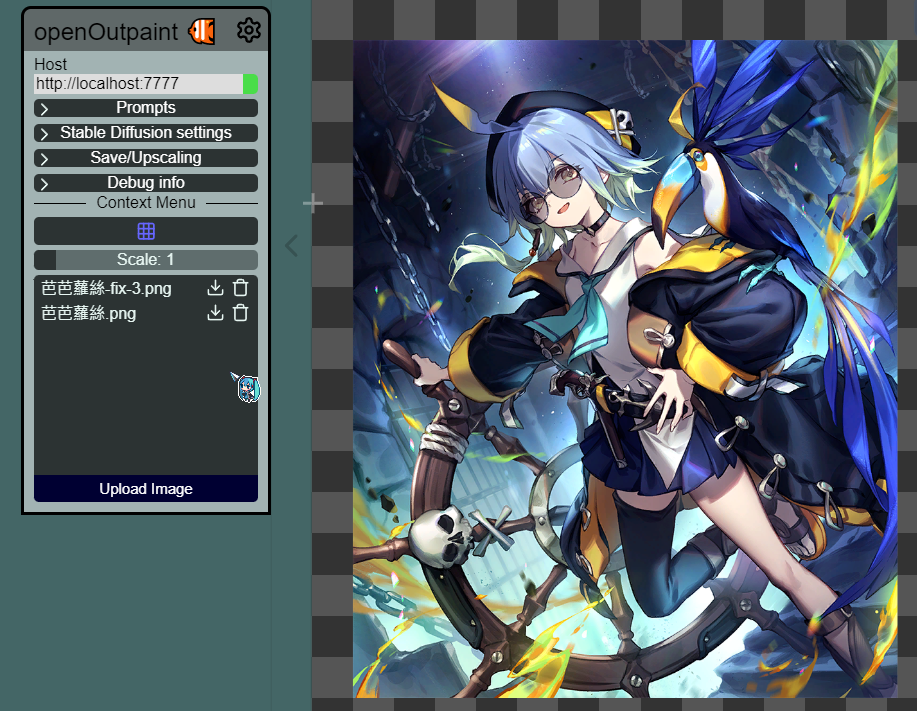 openOutpaint
Host
http://localhost:7777
Prompts
Stable Diffusion settings
Save/Upscaling
Debug info
Context Menu
Scale: 1
芭芭蘿絲-fix-3.png
芭芭蘿絲.png
Upload Image